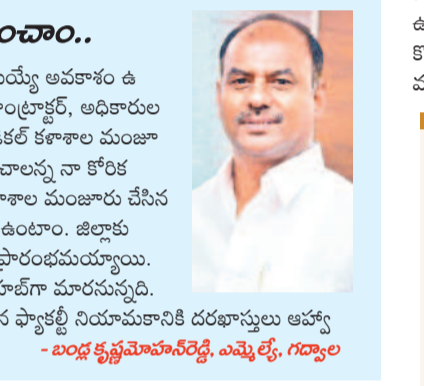 ంచాం..
య్యే అవకాశం ఉ
ాంట్రాక్టర్, అధికారుల
డికల్ కళాశాల మంజూ
చాలన్న నా కోరిక
ాశాల మంజూరు చేసిన
ఉంటాం. జిల్లాకు
ప్రారంభమయ్యాయి.
హబ్‌గా మారనున్నది.
న ఫ్యాకల్టీ నియామకానికి దరఖాస్తులు ఆహ్వా
- బండ్ల కృష్ణమోహన్‌రెడ్డి, ఎమ్మెల్యే, గద్వాల
ఉ